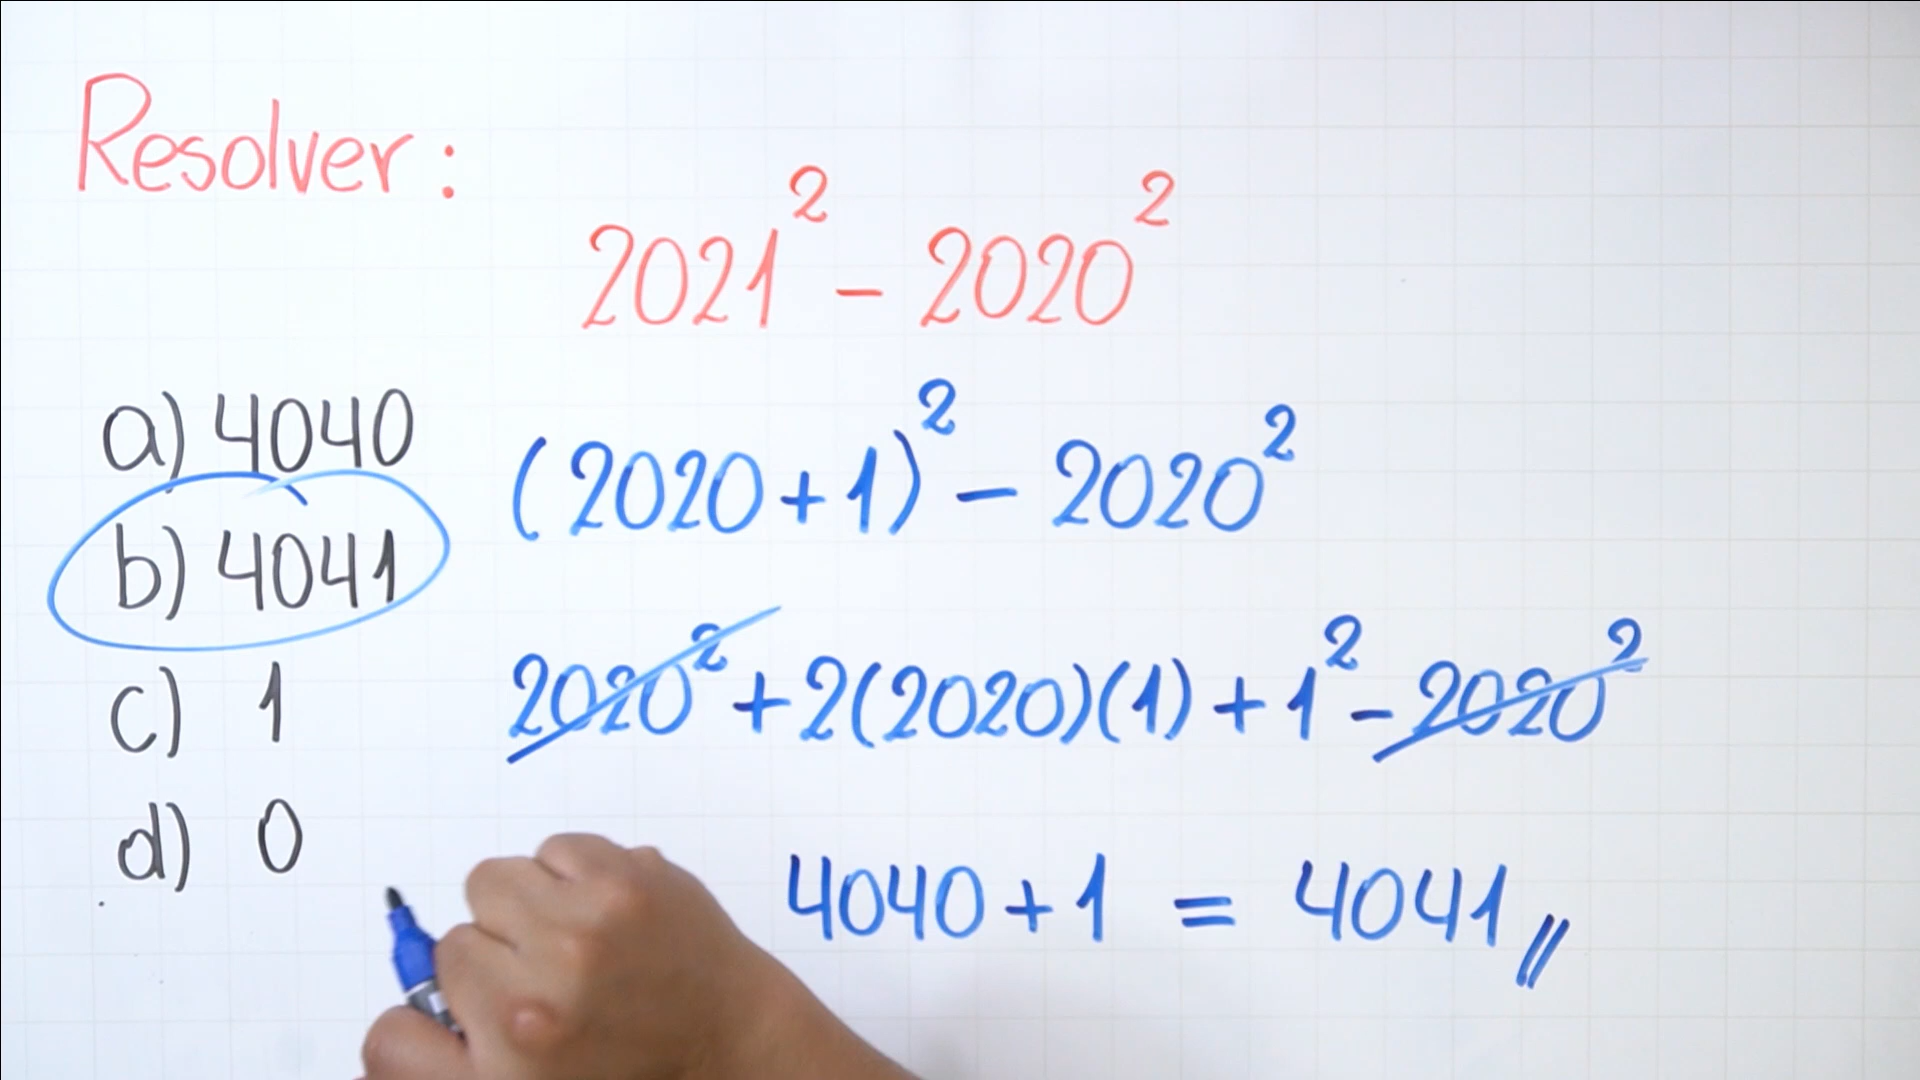 Resolver:
2021² - 2020²
a) 4040
b) 4041
c) 1
d) 0
(2020+1)² - 2020²
2020² + 2(2020)(1) + 1² - 2020²
4040 + 1 = 4041